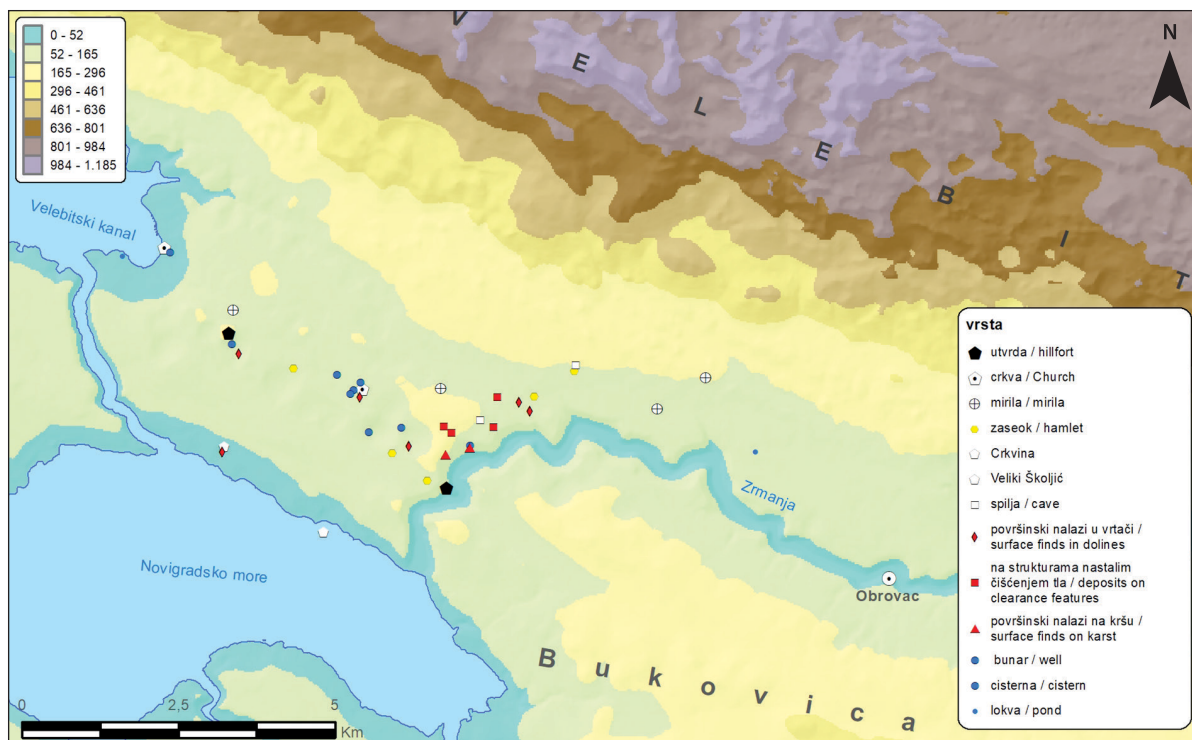 0 - 52
52 - 165
165 - 296
296 - 461
461 - 636
636 - 801
801 - 984
984 - 1.185
VELEBIT
N
Velebitski kanal
Novigradsko more
Zrmanja
Obrovac
Bukovica
0 2,5 5
Km
vrsta
utvrda / hillfort
crkva / Church
mirila / mirila
zaseok / hamlet
Crkvina
Veliki Školjić
spilja / cave
površinski nalazi u vrtači /
surface finds in dolines
na strukturama nastalim
čišćenjem tla / deposits on
clearance features
površinski nalazi na kršu /
surface finds on karst
bunar / well
cisterna / cistern
lokva / pond